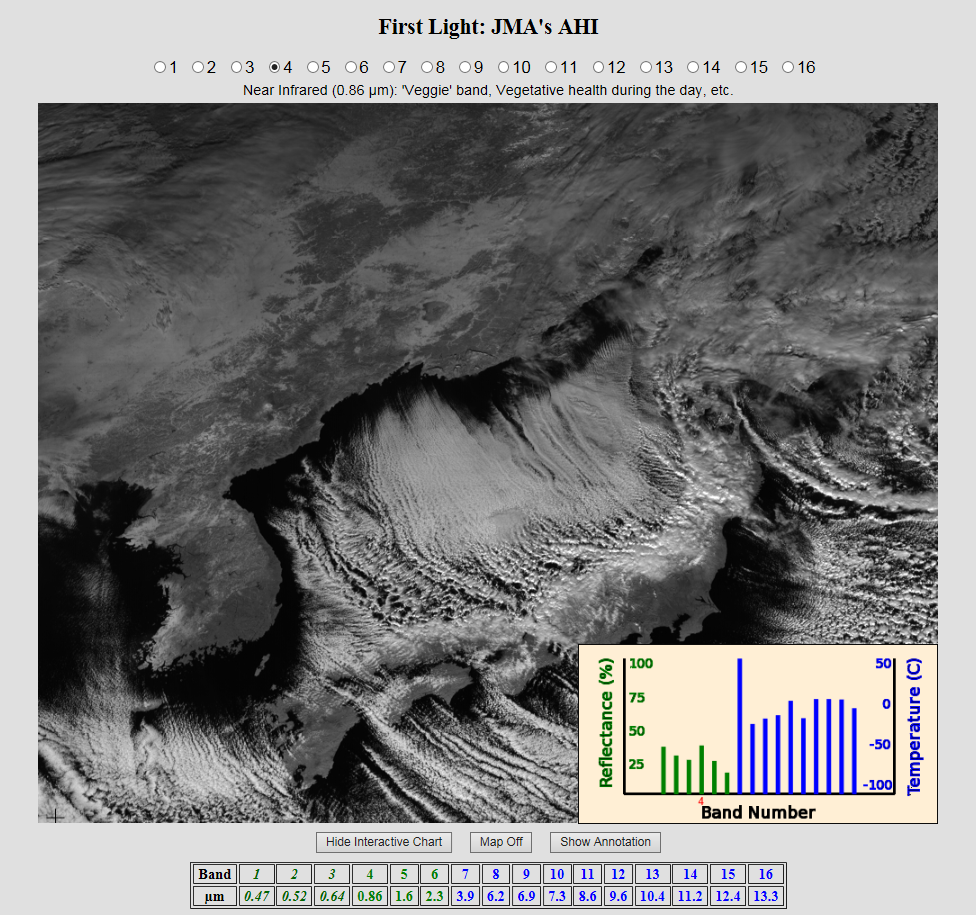 First Light: JMA's AHI
1 2 3 4 5 6 7 8 9 10 11 12 13 14 15 16
Near Infrared (0.86 µm): 'Veggie' band, Vegetative health during the day, etc.
Reflectance (%)
100
75
50
25
50
0
-50
-100
Temperature (C)
4
Band Number
Hide Interactive Chart Map Off Show Annotation
Band 1 2 3 4 5 6 7 8 9 10 11 12 13 14 15 16
µm 0.47 0.52 0.64 0.86 1.6 2.3 3.9 6.2 6.9 7.3 8.6 9.6 10.4 11.2 12.4 13.3